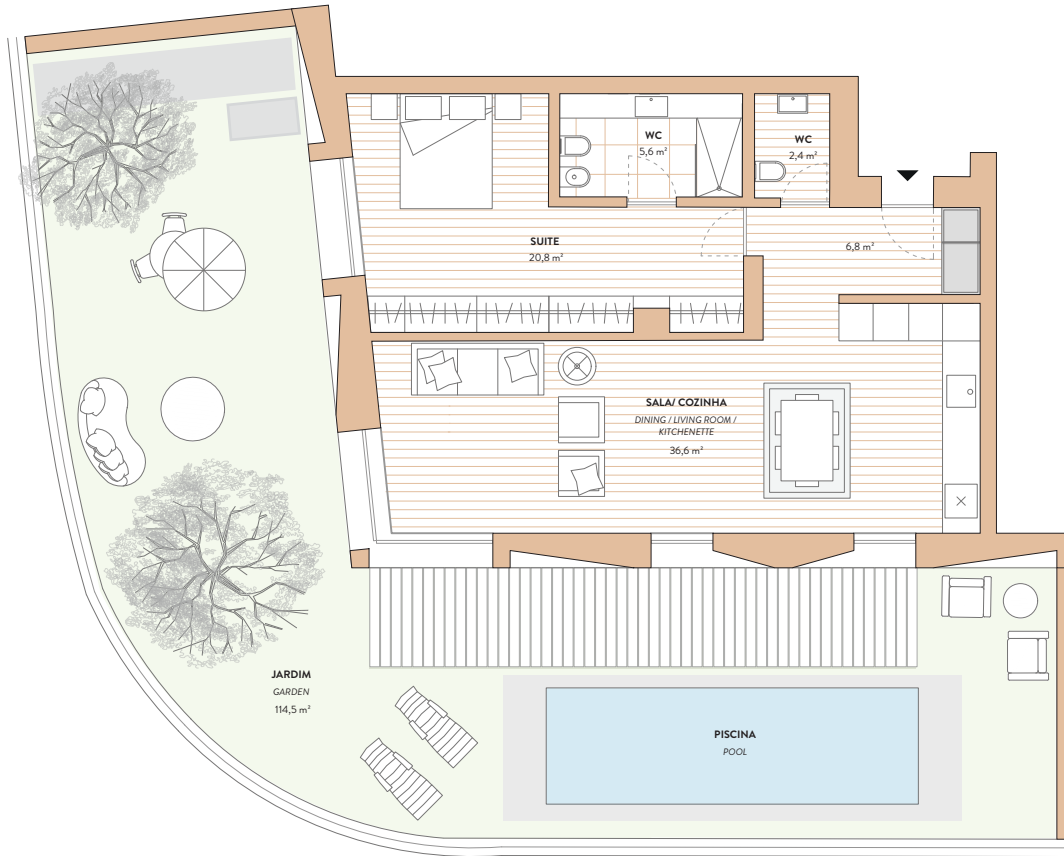 WC
5,6 m²
WC
2,4 m²
SUITE
20,8 m²
6,8 m²
SALA/ COZINHA
DINING / LIVING ROOM /
KITCHENETTE
36,6 m²
JARDIM
GARDEN
114,5 m²
PISCINA
POOL